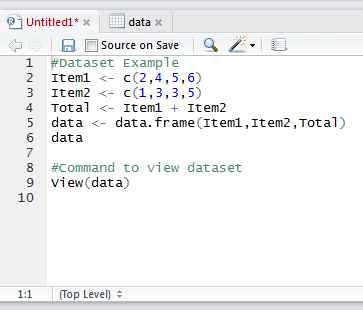 Untitled1* × data ×
Source on Save
1 #Dataset Example
2 Item1 <- c(2,4,5,6)
3 Item2 <- c(1,3,3,5)
4 Total <- Item1 + Item2
5 data <- data.frame(Item1,Item2,Total)
6 data
7
8 #Command to view dataset
9 View(data)
10
1:1 (Top Level)